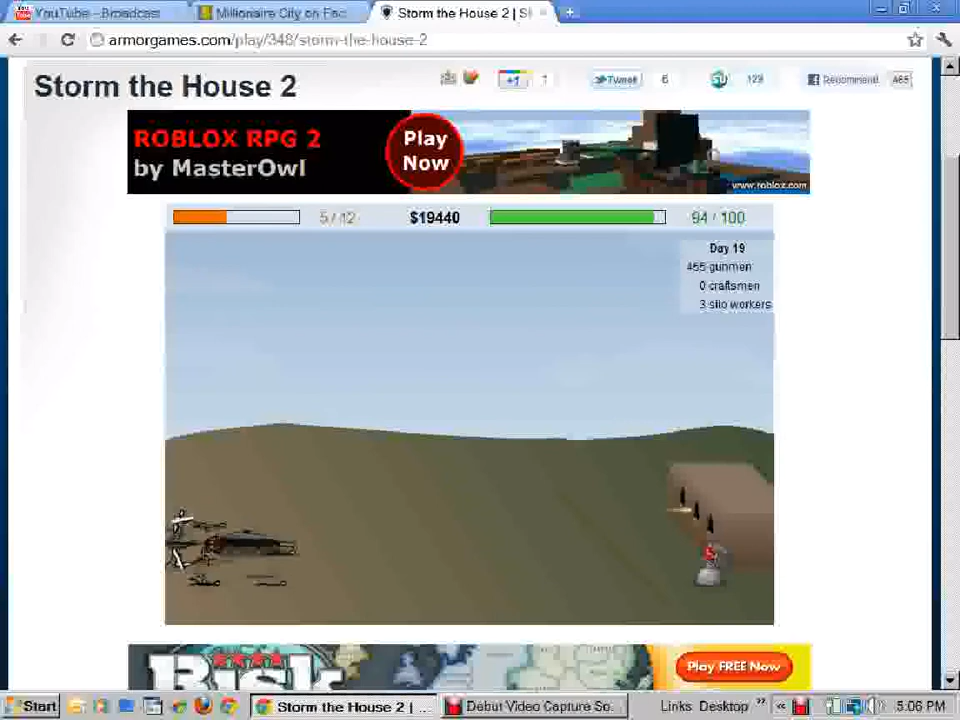 YouTube - Broadcast
Millionaire City on Fac
Storm the House 2 | S
armorgames.com/play/348/storm-the-house-2
Storm the House 2
+1 1 Tweet 6 123 Recommend 465
ROBLOX RPG 2
by MasterOwl
Play
Now
www.roblox.com
5 / 12 $19440 94 / 100
Day 19
455 gunmen
0 craftsmen
3 silo workers
RISK
Play FREE Now
Start
Storm the House 2 | ...
Debut Video Capture So...
Links Desktop
5:06 PM